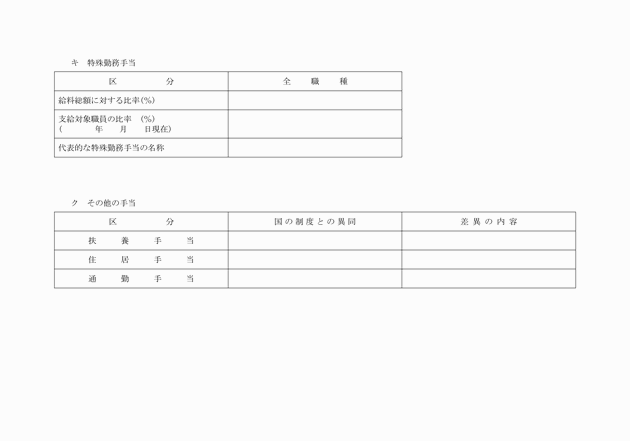 キ　特殊勤務手当
区　　　　　　分　　　全　職　種
給料総額に対する比率(%)
支給対象職員の比率　(%)
(　　　　年　　月　　日現在)
代表的な特殊勤務手当の名称
ク　その他の手当
区　　　　　　分　　　国の制度との異同　　　差異の内容
扶　養　手　当
住　居　手　当
通　勤　手　当